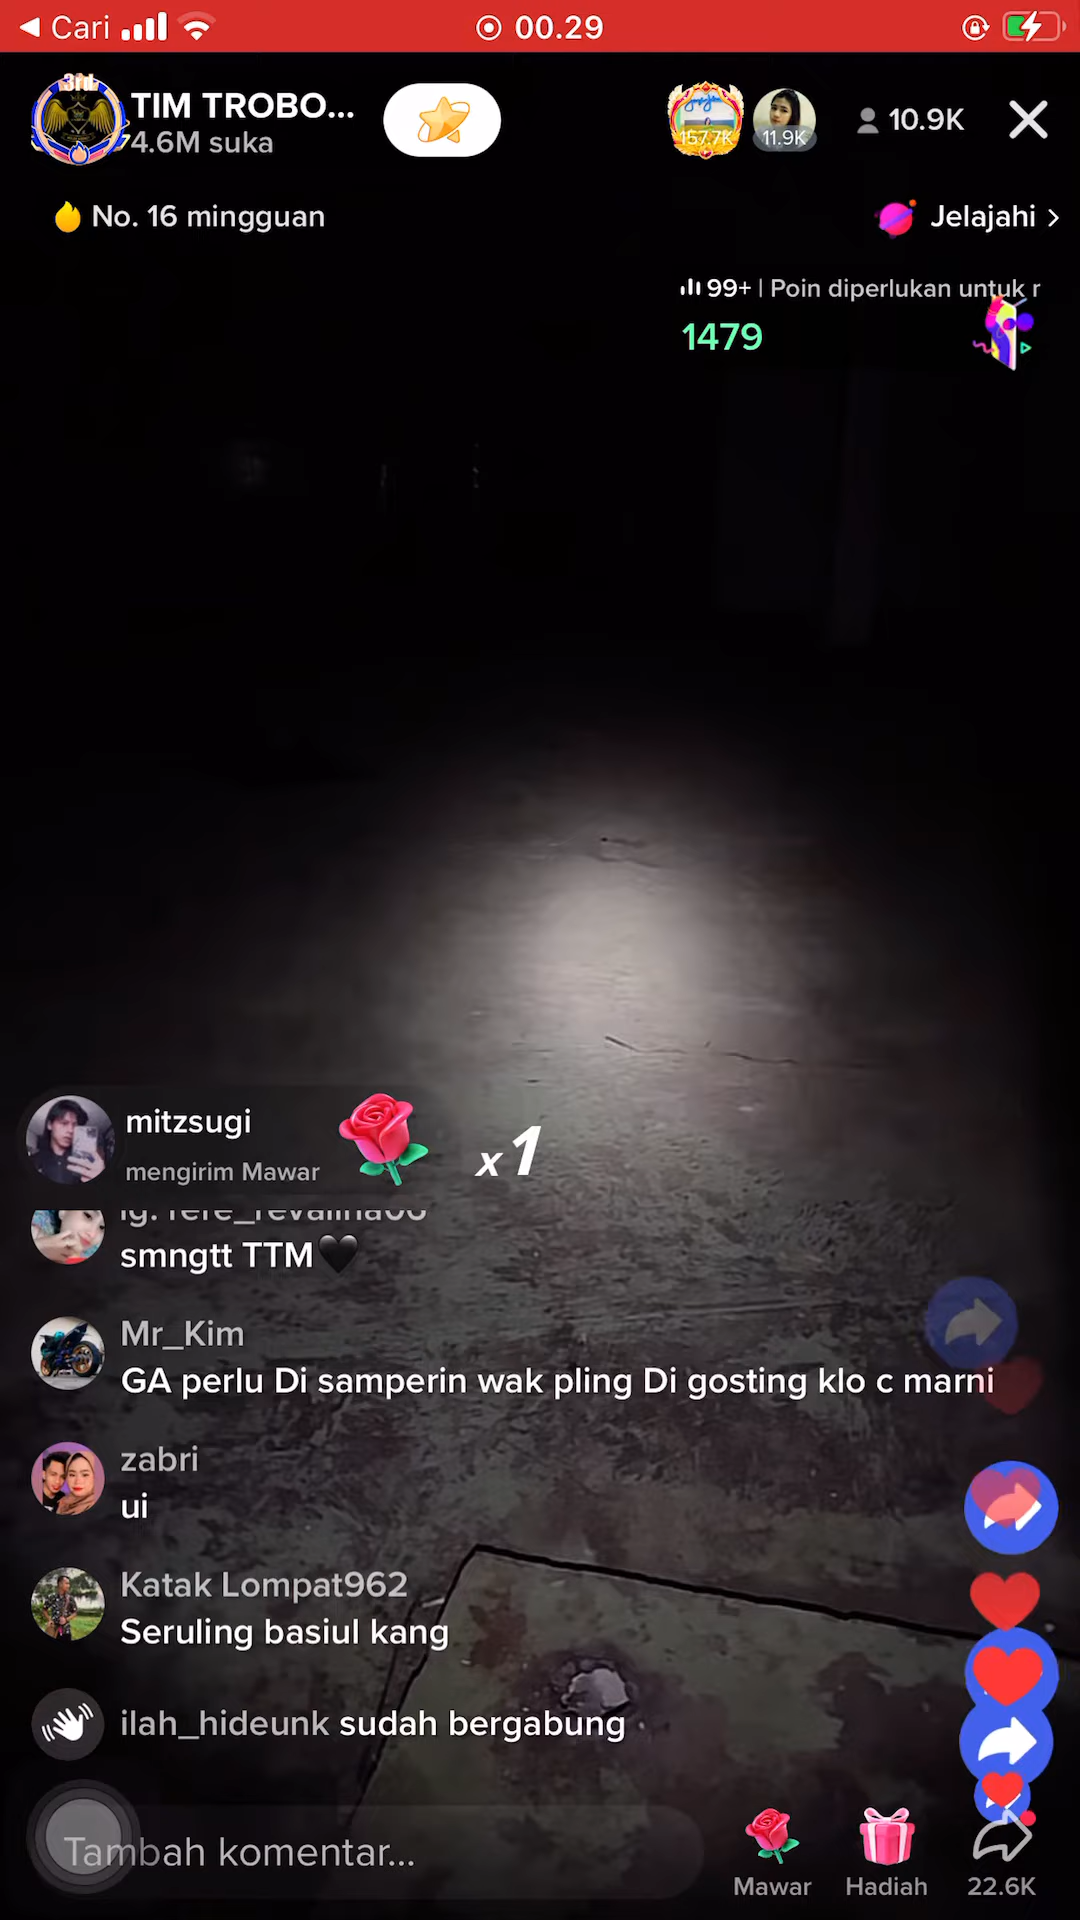 Cari
00.29
3rd
TIM TROBO...
4.6M suka
157.7K
11.9K
10.9K
No. 16 mingguan
Jelajahi >
99+ | Poin diperlukan untuk r
1479
mitzsugi
mengirim Mawar
x1
smngtt TTM🖤
Mr_Kim
GA perlu Di samperin wak pling Di gosting klo c marni
zabri
ui
Katak Lompat962
Seruling basiul kang
ilah_hideunk sudah bergabung
Tambah komentar...
Mawar
Hadiah
22.6K